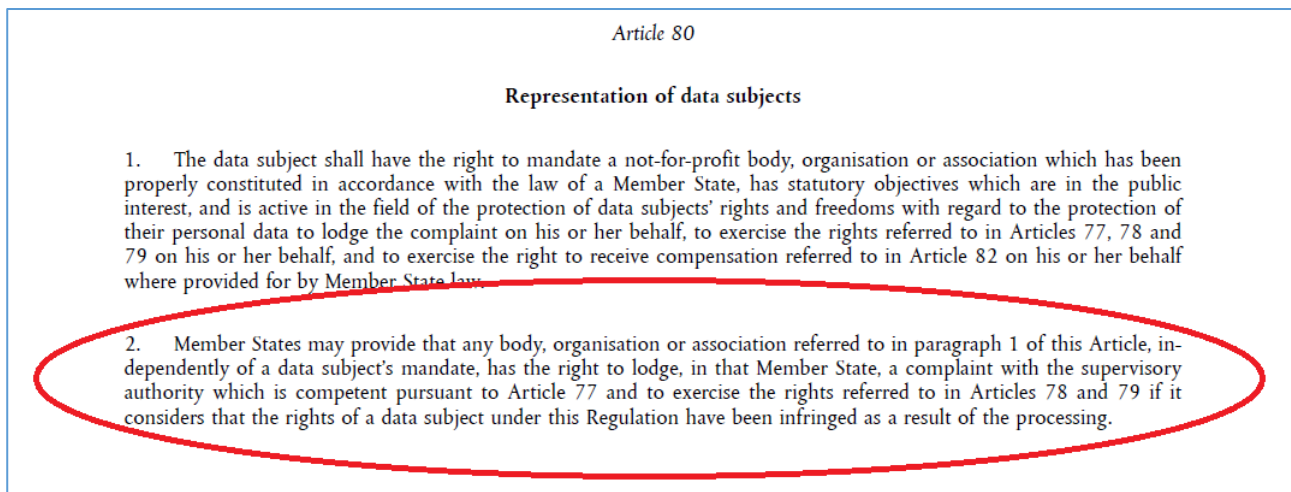 Article 80
Representation of data subjects
1. The data subject shall have the right to mandate a not-for-profit body, organisation or association which has been
properly constituted in accordance with the law of a Member State, has statutory objectives which are in the public
interest, and is active in the field of the protection of data subjects' rights and freedoms with regard to the protection of
their personal data to lodge the complaint on his or her behalf, to exercise the rights referred to in Articles 77, 78 and
79 on his or her behalf, and to exercise the right to receive compensation referred to in Article 82 on his or her behalf
where provided for by Member State law.
2. Member States may provide that any body, organisation or association referred to in paragraph 1 of this Article, in-
dependently of a data subject's mandate, has the right to lodge, in that Member State, a complaint with the supervisory
authority which is competent pursuant to Article 77 and to exercise the rights referred to in Articles 78 and 79 if it
considers that the rights of a data subject under this Regulation have been infringed as a result of the processing.